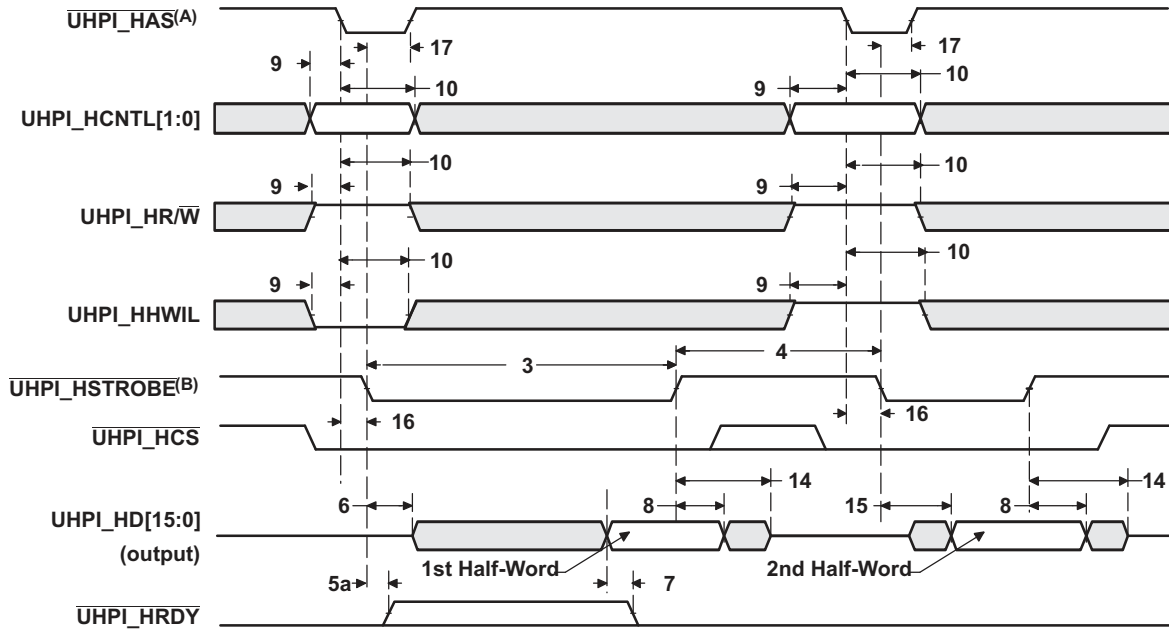 UHPI_HAS(A)
17
17
9
10
9
10
UHPI_HCNTL[1:0]
10
10
9
9
UHPI_HR/W
10
10
9
9
UHPI_HHWIL
3
4
UHPI_HSTROBE(B)
16
16
UHPI_HCS
14
14
6
8
15
8
UHPI_HD[15:0]
(output)
1st Half-Word
2nd Half-Word
5a
7
UHPI_HRDY